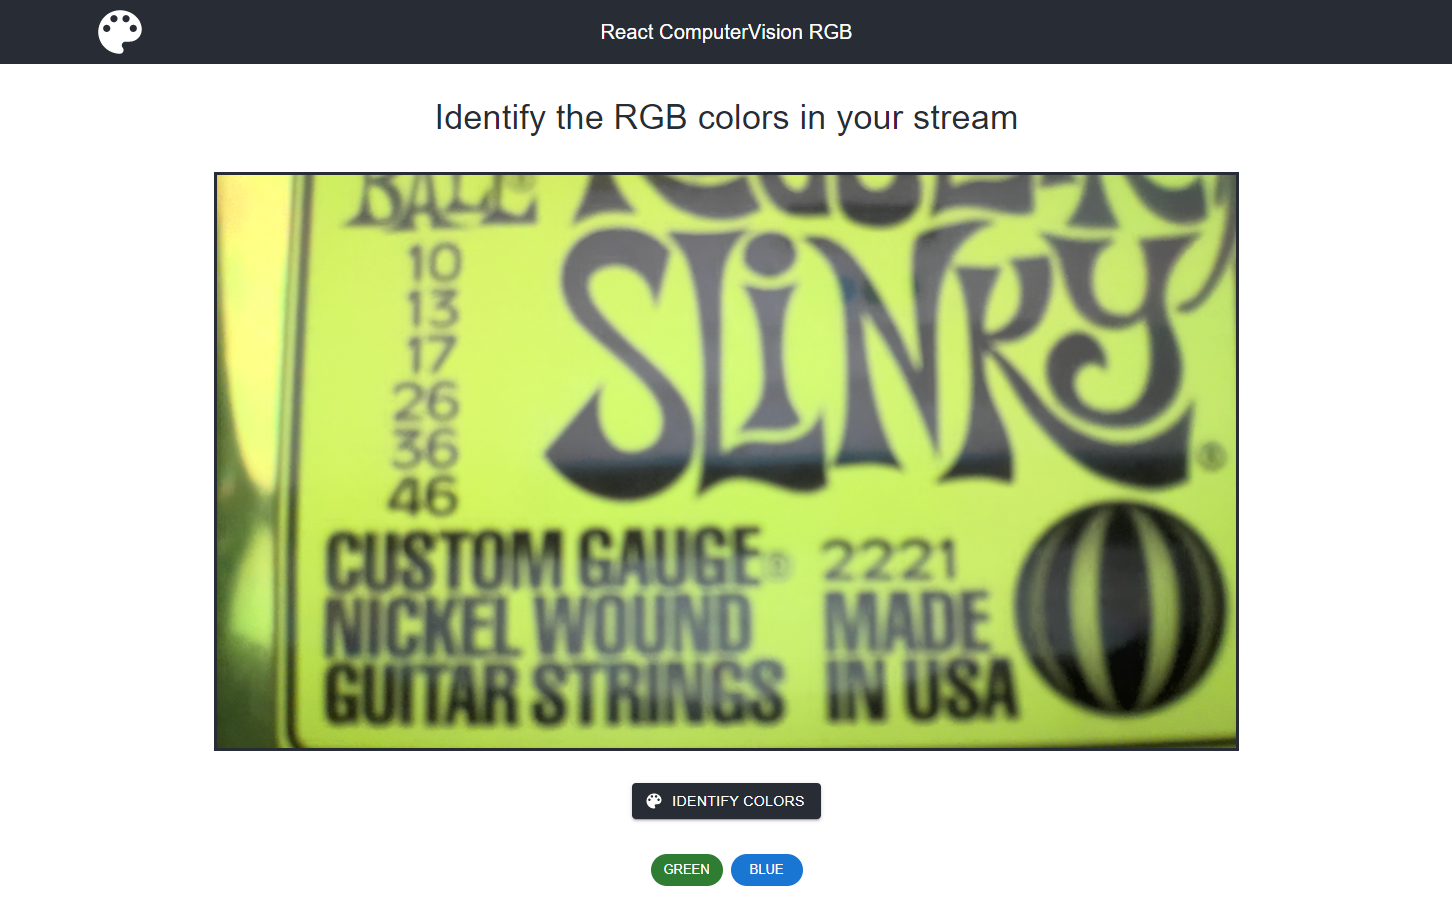 React ComputerVision RGB
Identify the RGB colors in your stream
BALL
SLiNKY
10
13
17
26
36
46
CUSTOM GAUGE®
NICKEL WOUND
GUITAR STRINGS
2221
MADE
IN USA
IDENTIFY COLORS
GREEN
BLUE